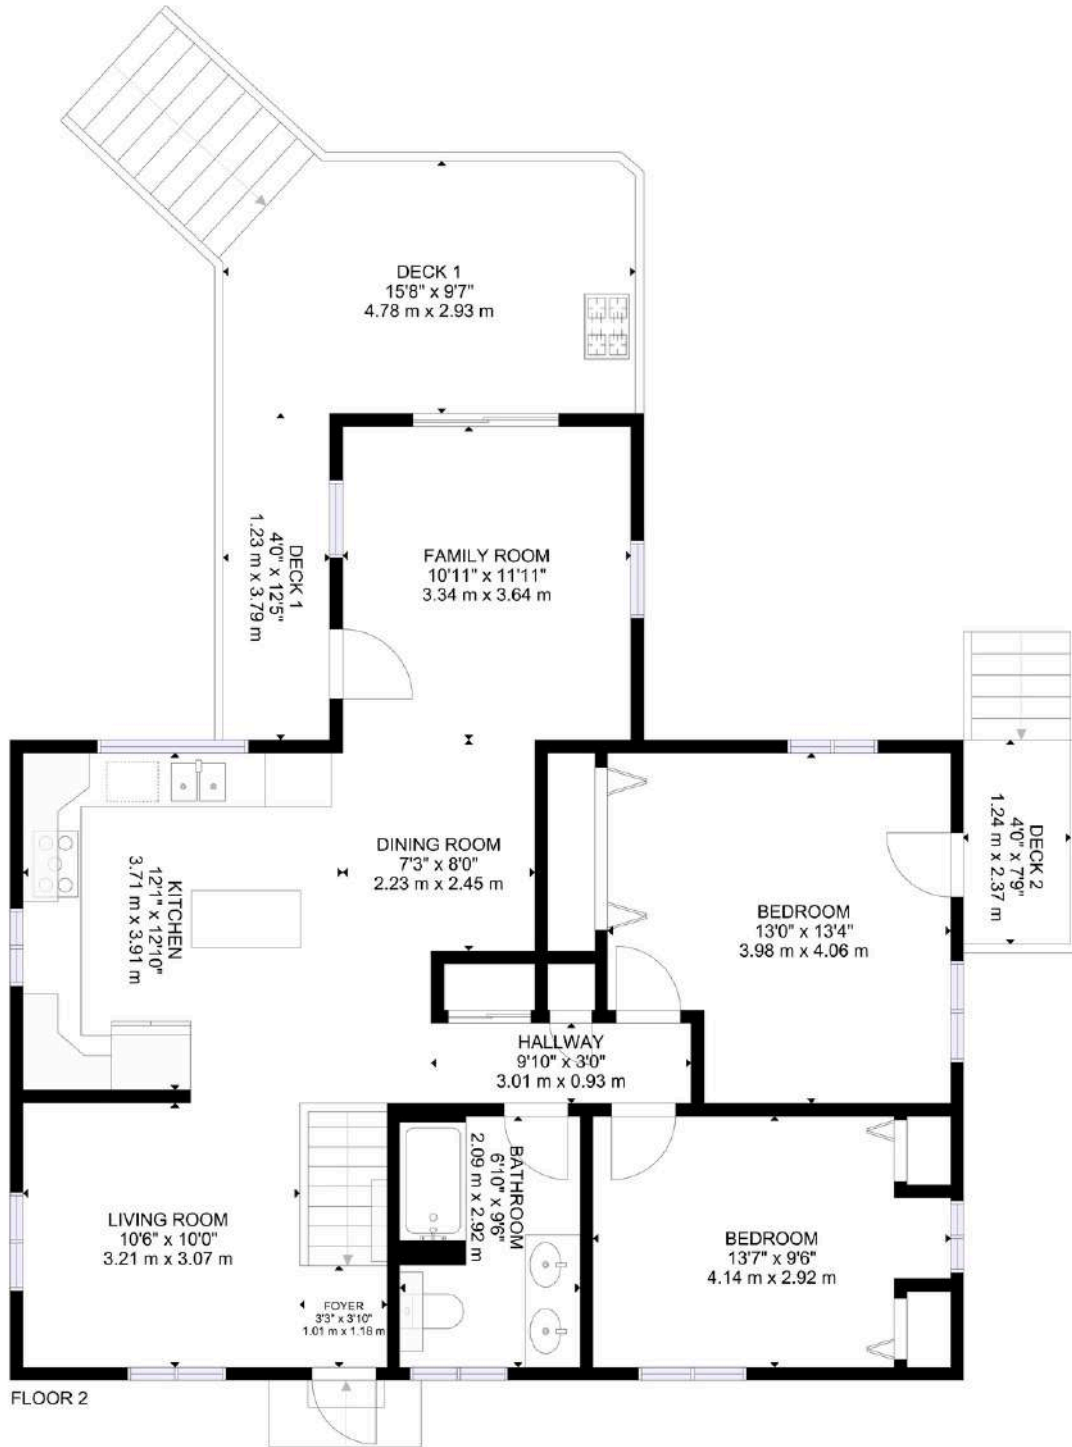 DECK 1
15'8" x 9'7"
4.78 m x 2.93 m
DECK 1
4'0" x 12'5"
1.23 m x 3.79 m
FAMILY ROOM
10'11" x 11'11"
3.34 m x 3.64 m
KITCHEN
12'1" x 12'10"
3.71 m x 3.91 m
DINING ROOM
7'3" x 8'0"
2.23 m x 2.45 m
BEDROOM
13'0" x 13'4"
3.98 m x 4.06 m
DECK 2
4'0" x 7'9"
1.24 m x 2.37 m
HALLWAY
9'10" x 3'0"
3.01 m x 0.93 m
LIVING ROOM
10'6" x 10'0"
3.21 m x 3.07 m
BATHROOM
6'10" x 9'6"
2.09 m x 2.92 m
BEDROOM
13'7" x 9'6"
4.14 m x 2.92 m
FOYER
3'3" x 3'10"
1.01 m x 1.18 m
FLOOR 2